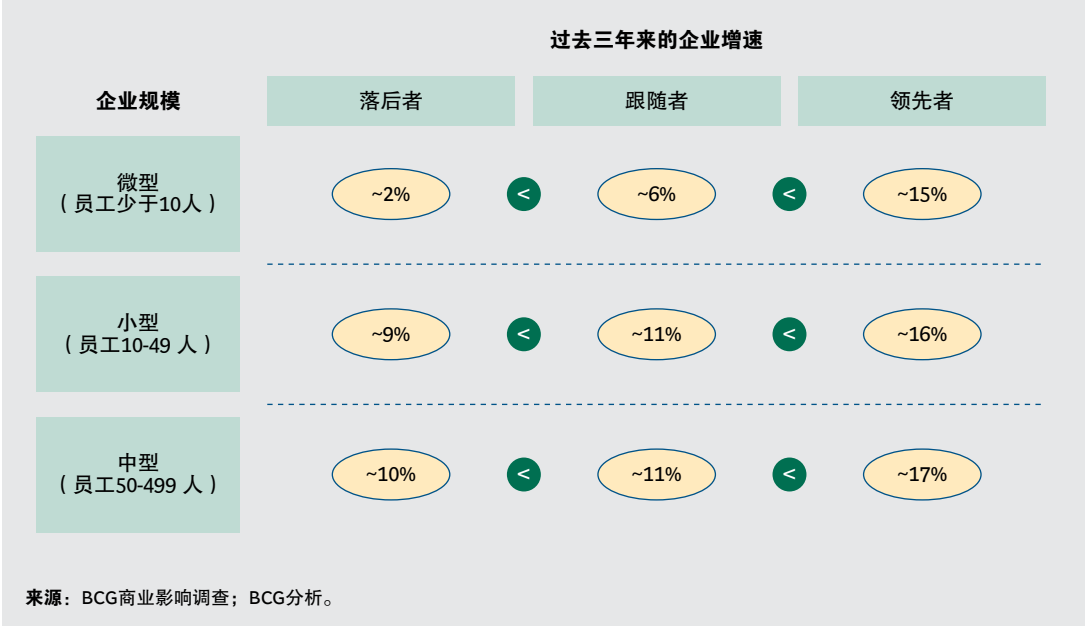 过去三年来的企业增速
企业规模
落后者
跟随者
领先者
微型
（员工少于10人）
~2%
<
~6%
<
~15%
小型
（员工10-49 人）
~9%
<
~11%
<
~16%
中型
（员工50-499 人）
~10%
<
~11%
<
~17%
来源：BCG商业影响调查；BCG分析。